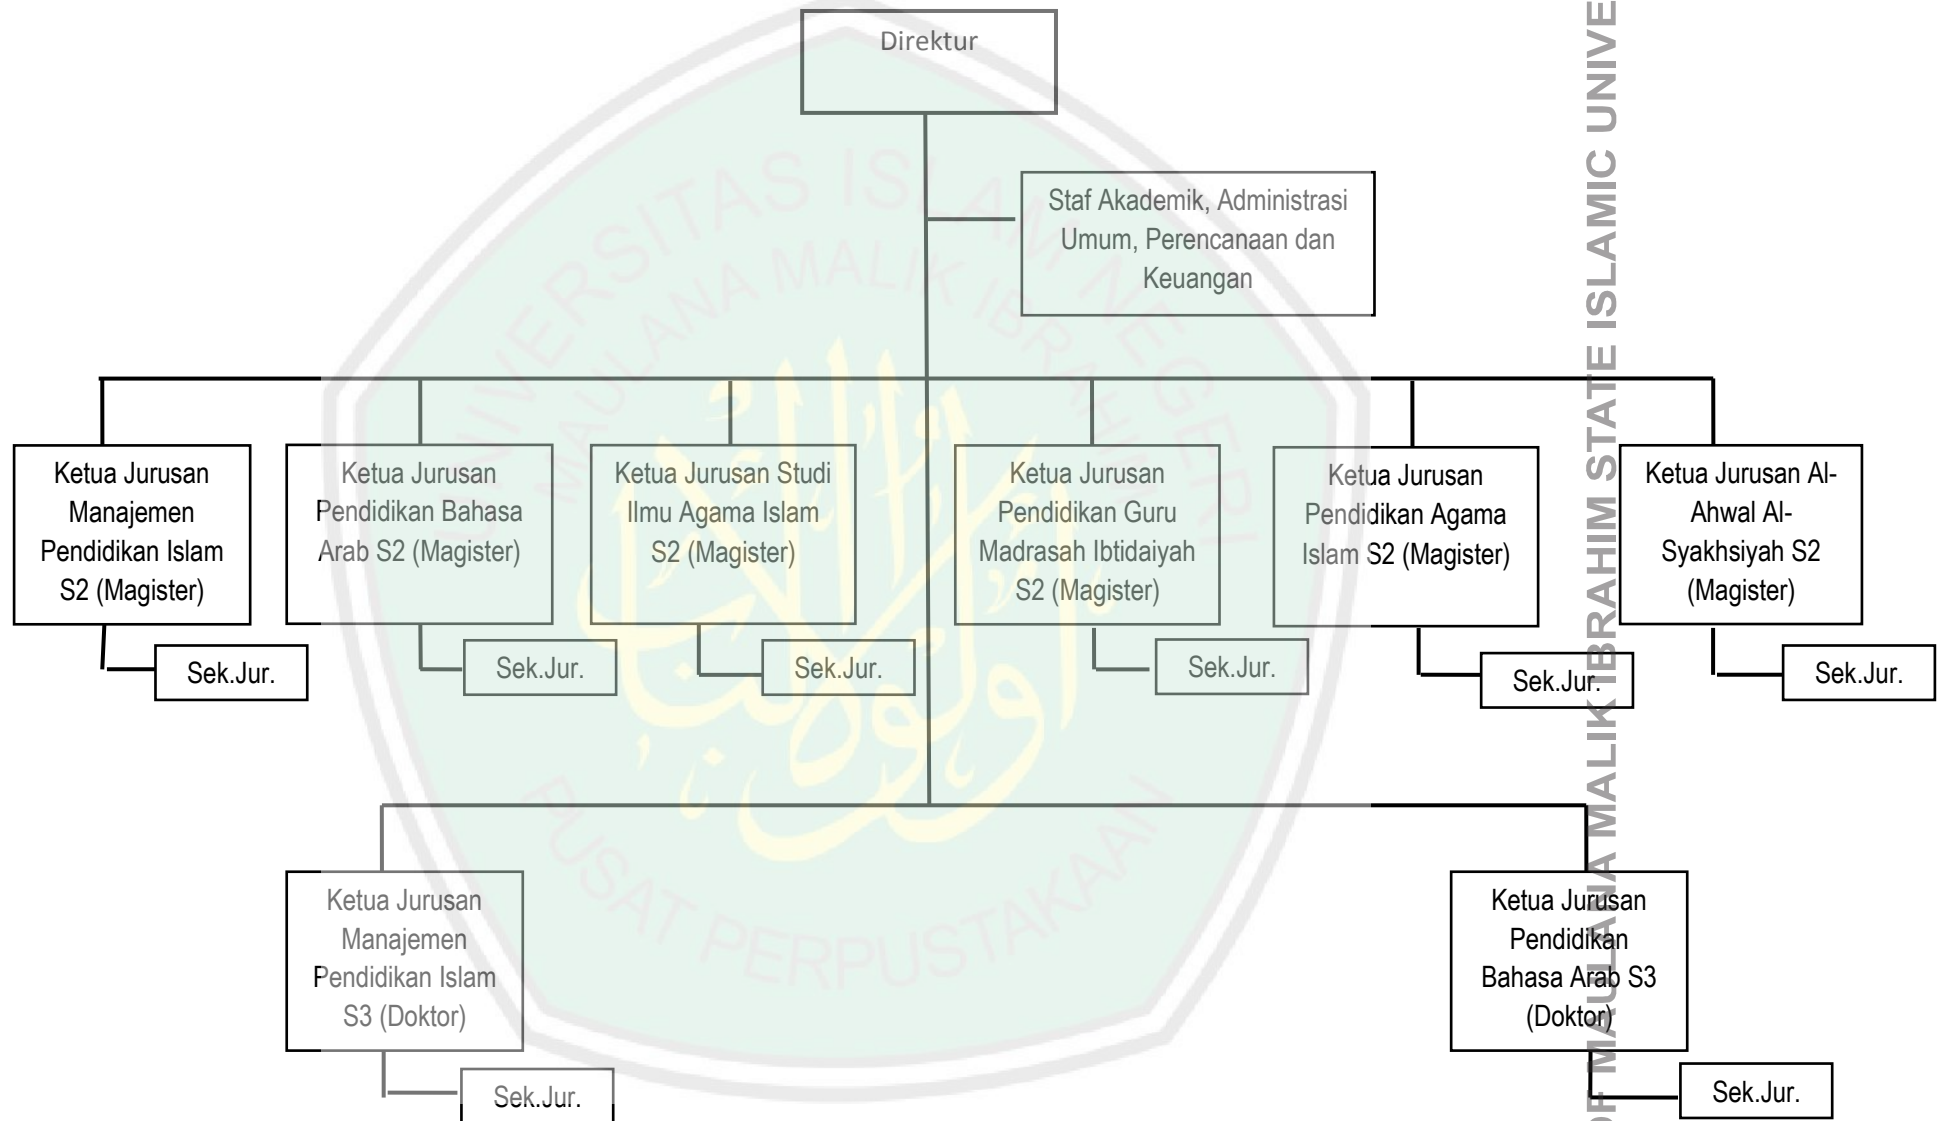 Direktur
Staf Akademik, Administrasi
Umum, Perencanaan dan
Keuangan
Ketua Jurusan
Manajemen
Pendidikan Islam
S2 (Magister)
Ketua Jurusan
Pendidikan Bahasa
Arab S2 (Magister)
Ketua Jurusan Studi
Ilmu Agama Islam
S2 (Magister)
Ketua Jurusan
Pendidikan Guru
Madrasah Ibtidaiyah
S2 (Magister)
Ketua Jurusan
Pendidikan Agama
Islam S2 (Magister)
Ketua Jurusan Al-
Ahwal Al-
Syakhsiyah S2
(Magister)
Sek.Jur.
Sek.Jur.
Sek.Jur.
Sek.Jur.
Sek.Jur.
Sek.Jur.
Ketua Jurusan
Manajemen
Pendidikan Islam
S3 (Doktor)
Ketua Jurusan
Pendidikan
Bahasa Arab S3
(Doktor)
Sek.Jur.
Sek.Jur.
UNIVERSITAS ISLAM NEGERI
MAULANA MALIK IBRAHIM
PUSAT PERPUSTAKAAN
OF MAULANA MALIK IBRAHIM STATE ISLAMIC UNIVE